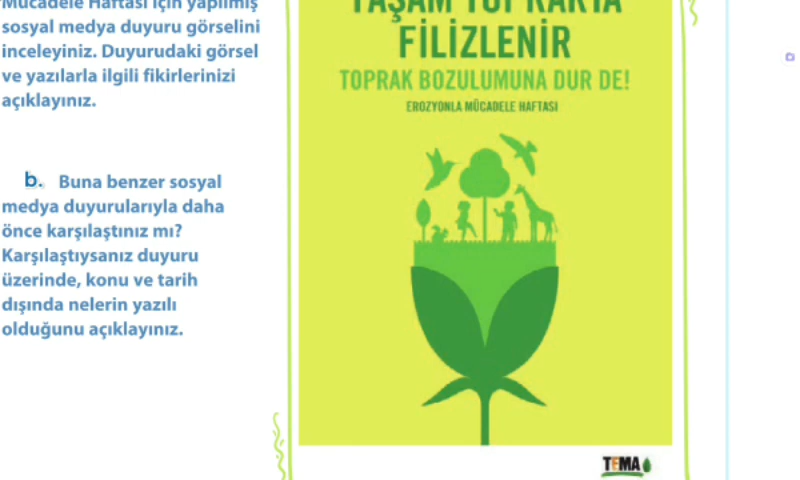 Mücadele Haftası için yapılmış
sosyal medya duyuru görselini
inceleyiniz. Duyurudaki görsel
ve yazılarla ilgili fikirlerinizi
açıklayınız.
b. Buna benzer sosyal
medya duyurularıyla daha
önce karşılaştınız mı?
Karşılaştıysanız duyuru
üzerinde, konu ve tarih
dışında nelerin yazılı
olduğunu açıklayınız.
YAŞAM TOPRAKTA
FİLİZLENİR
TOPRAK BOZULUMUNA DUR DE!
EROZYONLA MÜCADELE HAFTASI
TEMA